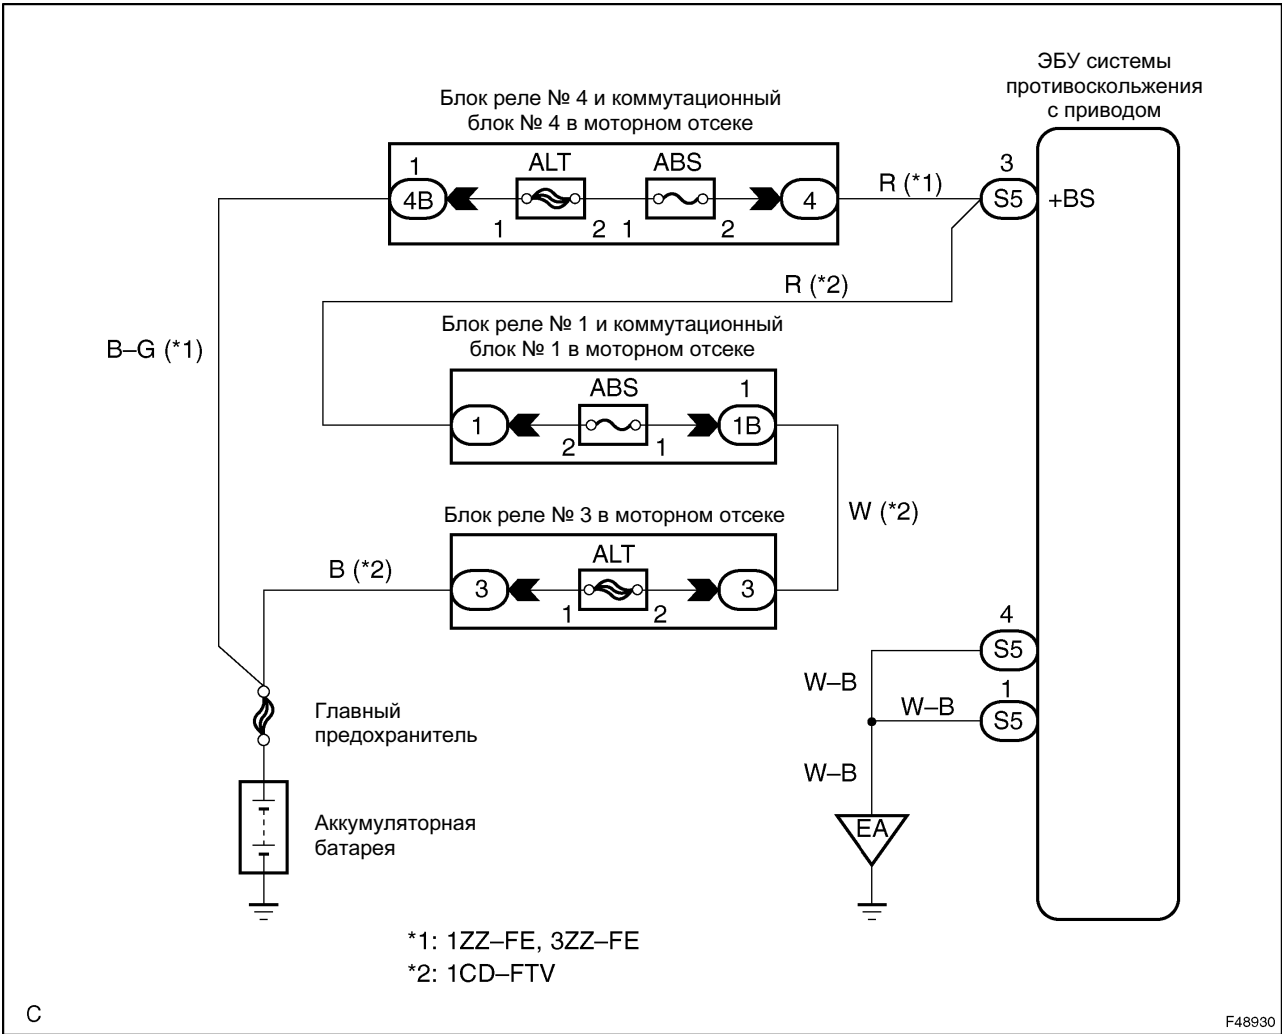 ЭБУ системы
противоскольжения
с приводом
Блок реле № 4 и коммутационный
блок № 4 в моторном отсеке
1
ALT
ABS
3
4B
4
R (*1)
S5
+BS
1
2
1
2
R (*2)
B–G (*1)
Блок реле № 1 и коммутационный
блок № 1 в моторном отсеке
ABS
1
1
1B
2
1
W (*2)
Блок реле № 3 в моторном отсеке
ALT
B (*2)
3
3
1
2
4
S5
W–B
1
W–B
S5
Главный
предохранитель
W–B
EA
Аккумуляторная
батарея
*1: 1ZZ–FE, 3ZZ–FE
*2: 1CD–FTV
C
F48930